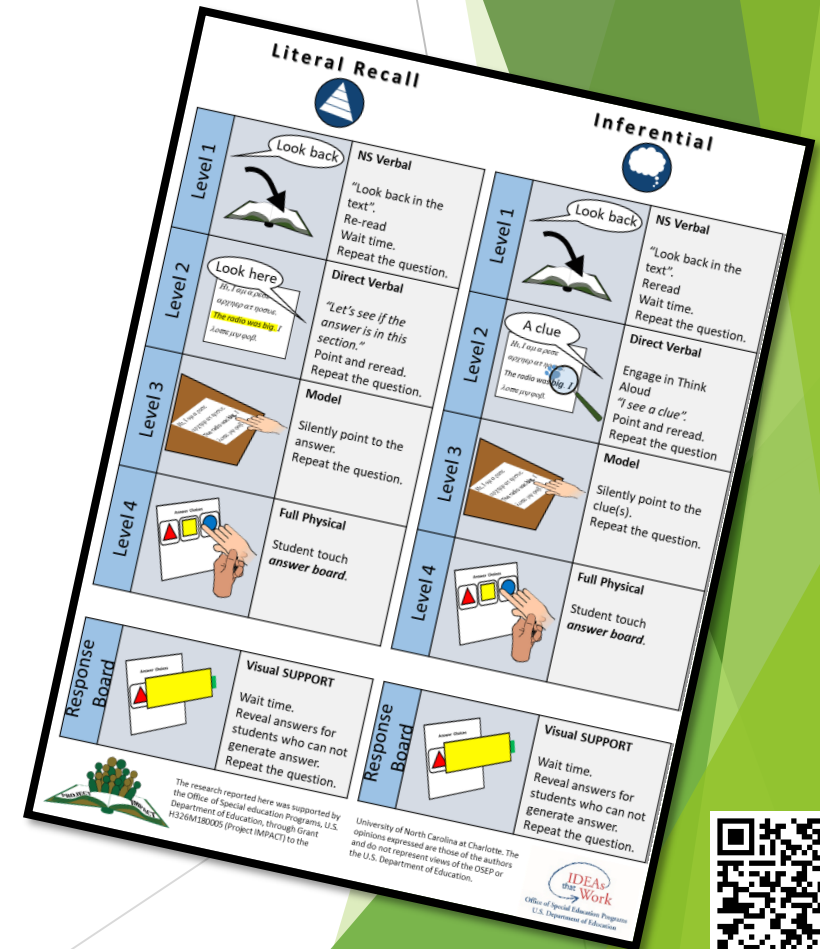 Literal Recall
Level 1
Look back
NS Verbal
“Look back in the
text”.
Re-read
Wait time.
Repeat the question.
Level 2
Look here
The radio was big. I
Direct Verbal
“Let’s see if the
answer is in this
section.”
Point and reread.
Repeat the question.
Level 3
Model
Silently point to the
answer.
Repeat the question.
Level 4
Answer Choices
Full Physical
Student touch
answer board.
Response
Board
Answer Choices
Visual SUPPORT
Wait time.
Reveal answers for
students who can not
generate answer.
Repeat the question.
Inferential
Level 1
Look back
NS Verbal
“Look back in the
text”.
Reread
Wait time.
Repeat the question.
Level 2
A clue
The radio was big. I
Direct Verbal
Engage in Think
Aloud
“I see a clue”.
Point and reread.
Repeat the question
Level 3
Model
Silently point to the
clue(s).
Repeat the question.
Level 4
Answer Choices
Full Physical
Student touch
answer board.
Response
Board
Answer Choices
Visual SUPPORT
Wait time.
Reveal answers for
students who can not
generate answer.
Repeat the question.
PROJECT IMPACT
The research reported here was supported by
the Office of Special education Programs, U.S.
Department of Education, through Grant
H326M180005 (Project IMPACT) to the
University of North Carolina at Charlotte. The
opinions expressed are those of the authors
and do not represent views of the OSEP or
the U.S. Department of Education.
IDEAs
that Work
Office of Special Education Programs
U.S. Department of Education